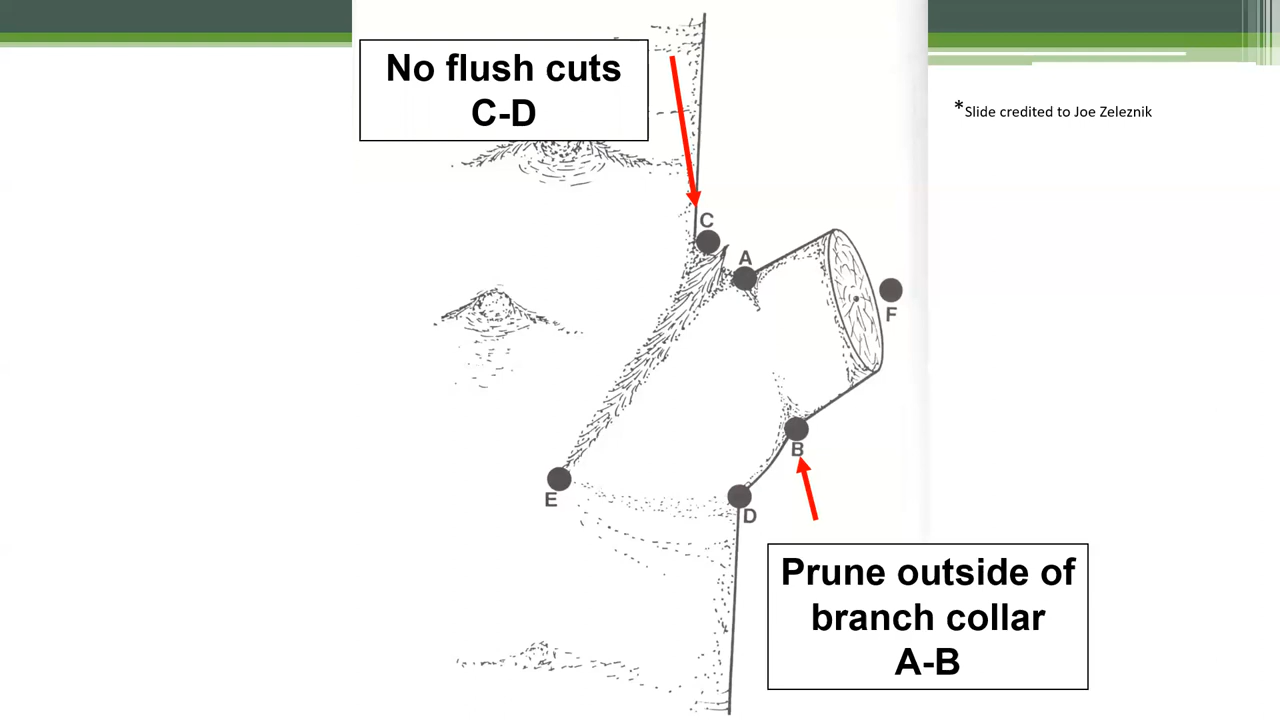 No flush cuts
C-D
*Slide credited to Joe Zeleznik
C
A
F
B
E
D
Prune outside of
branch collar
A-B